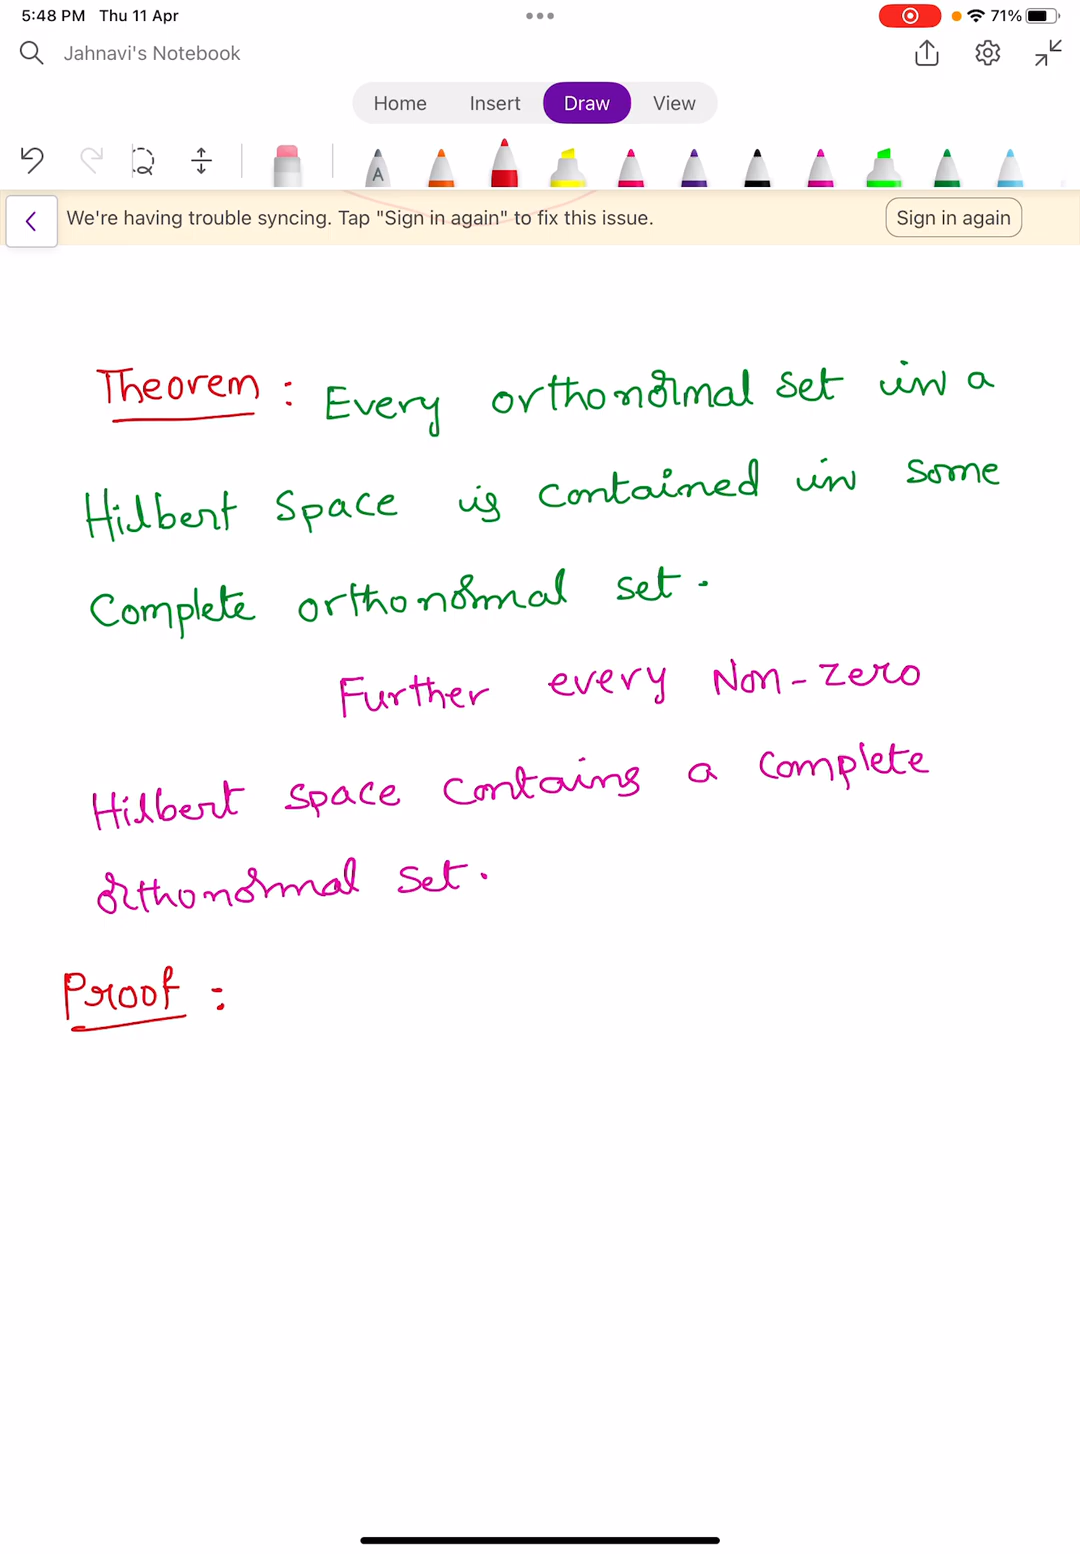 5:48 PM Thu 11 Apr
71%
Jahnavi's Notebook
Home Insert Draw View
A
We're having trouble syncing. Tap "Sign in again" to fix this issue. Sign in again
Theorem : Every orthonormal set in a
Hilbert Space is contained in some
Complete orthonormal set.
Further every Non-zero
Hilbert space contains a complete
orthonormal set.
Proof :